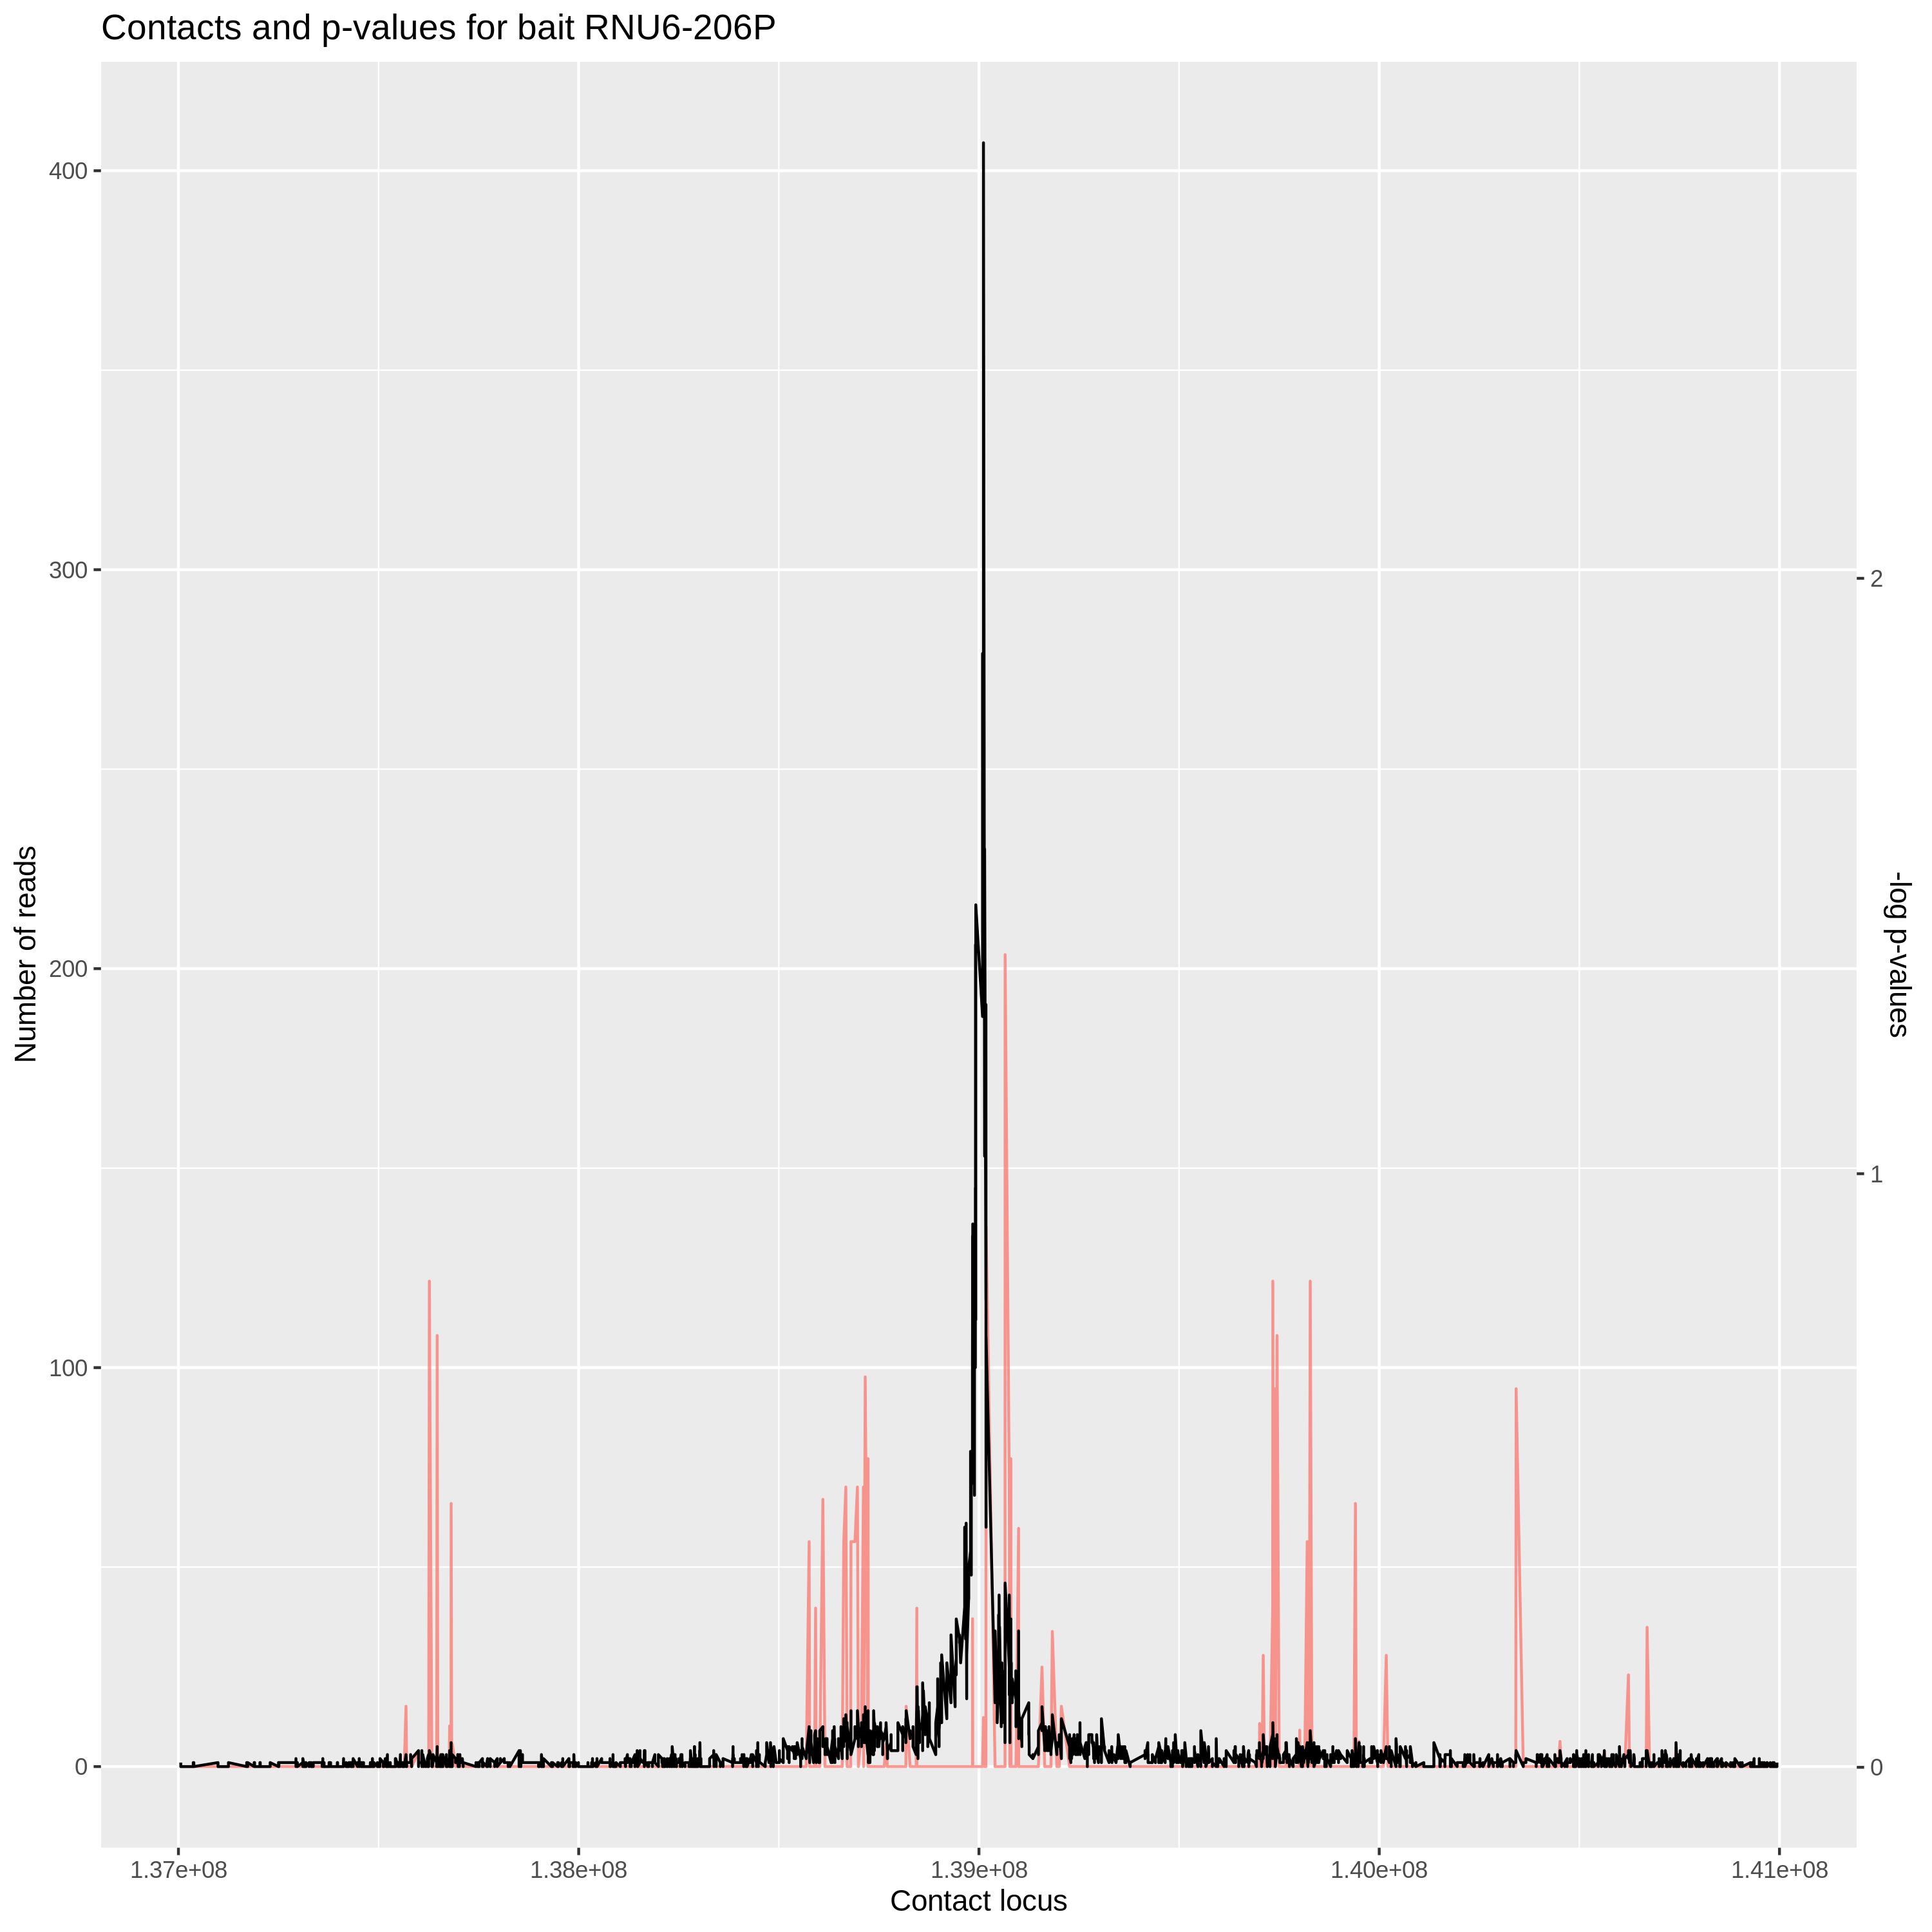 Contacts and p-values for bait RNU6-206P
400
300
200
100
0
Number of reads
2
1
0
-log p-values
1.37e+08
1.38e+08
1.39e+08
1.40e+08
1.41e+08
Contact locus